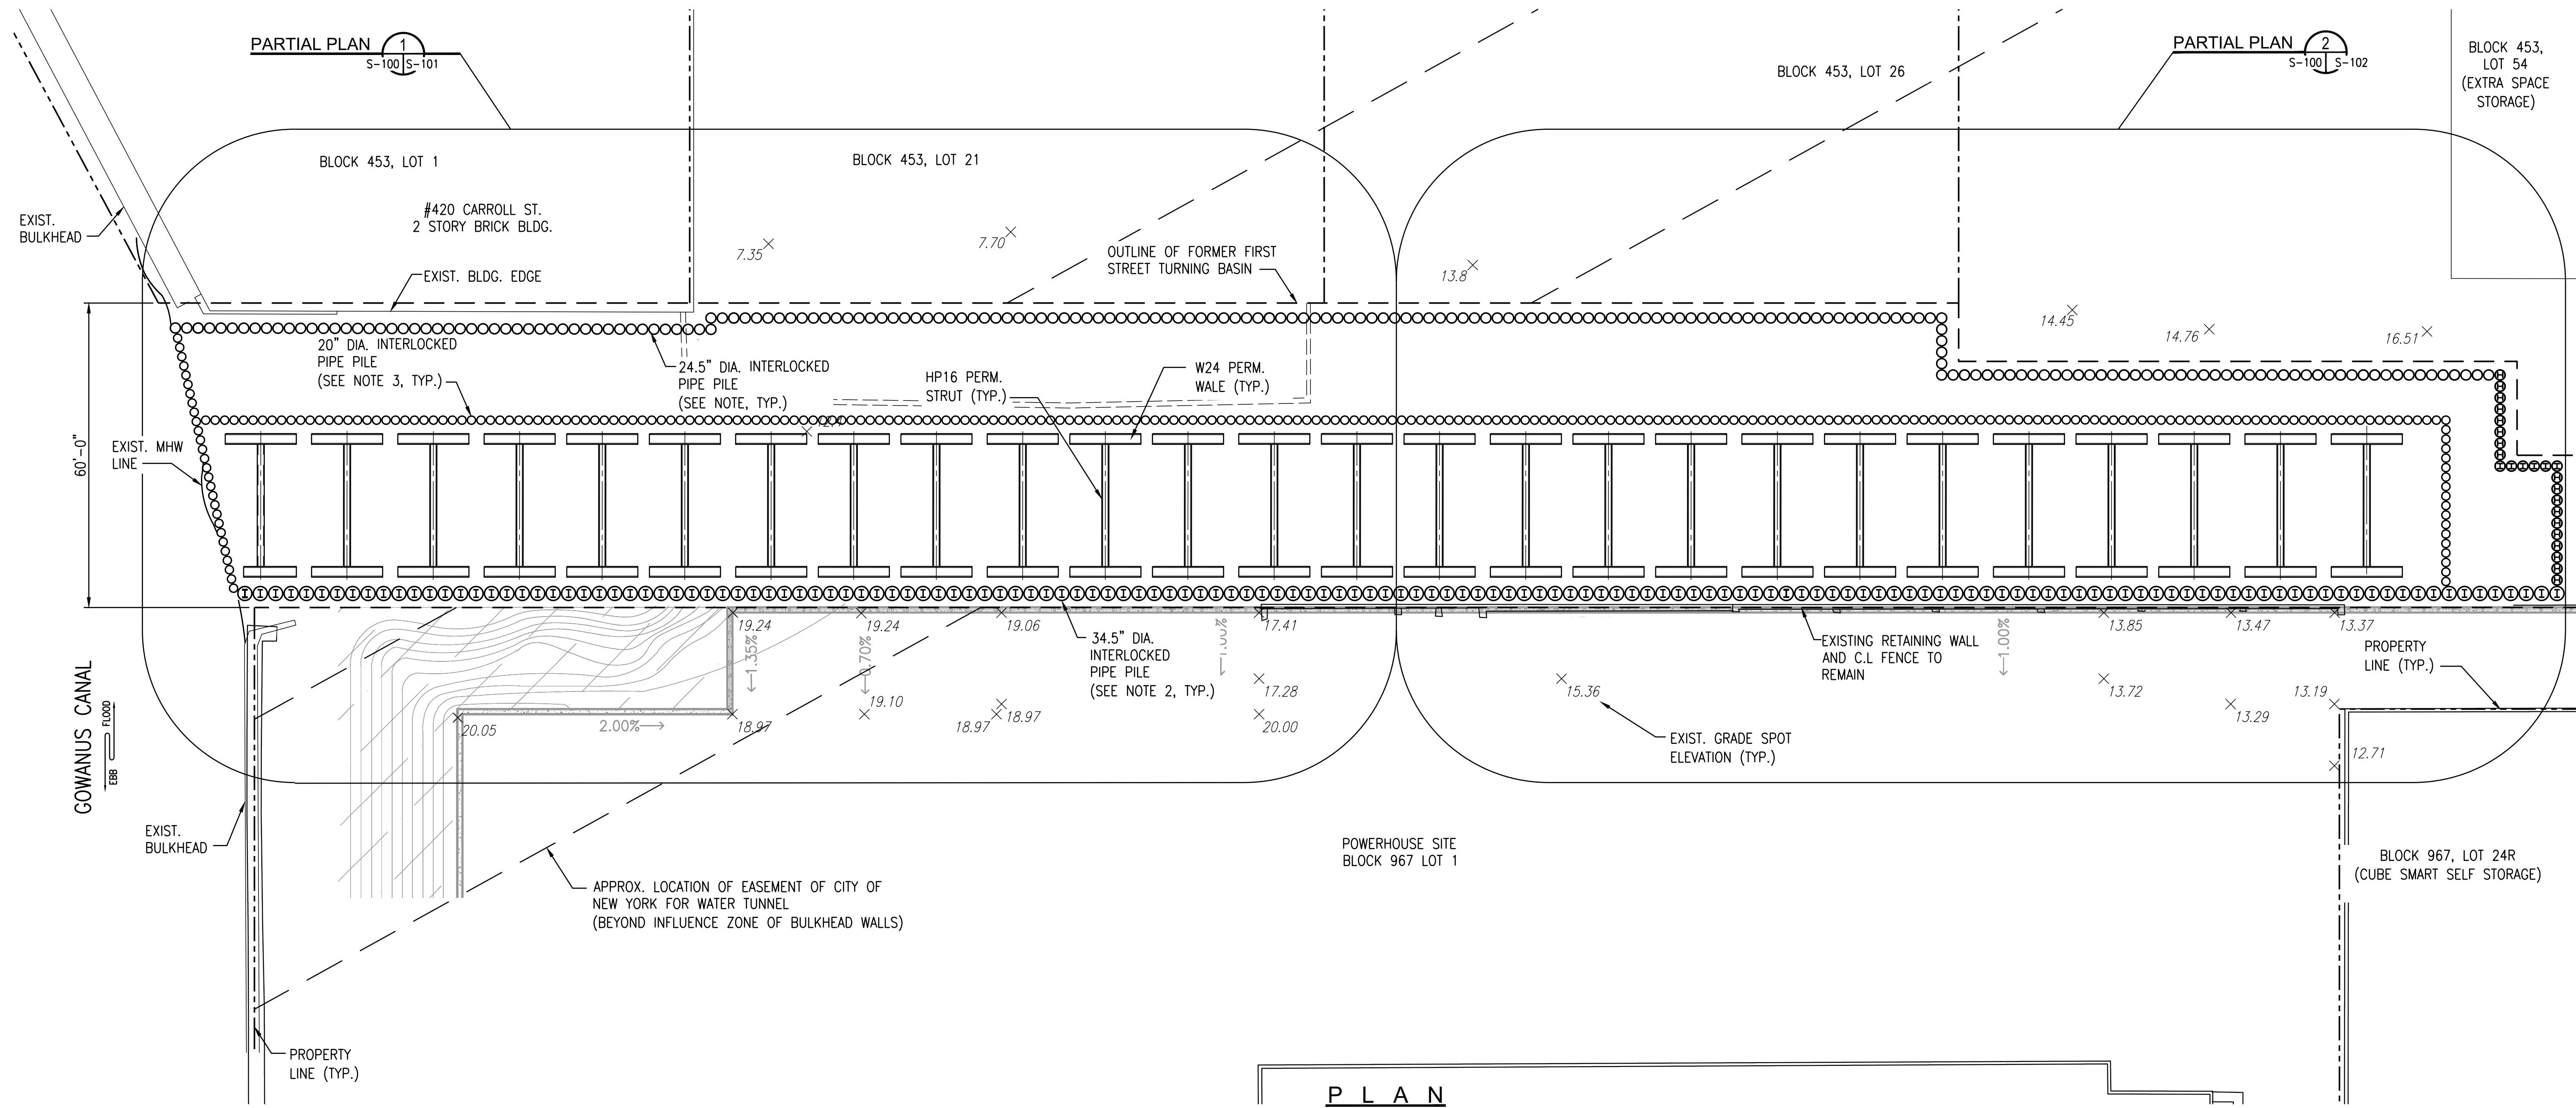 PARTIAL PLAN
1
S-100 S-101
PARTIAL PLAN
2
S-100 S-102
BLOCK 453,
LOT 54
(EXTRA SPACE
STORAGE)
BLOCK 453, LOT 26
BLOCK 453, LOT 1
BLOCK 453, LOT 21
#420 CARROLL ST.
2 STORY BRICK BLDG.
EXIST.
BULKHEAD
EXIST. BLDG. EDGE
7.35
7.70
OUTLINE OF FORMER FIRST
STREET TURNING BASIN
13.8
14.45
14.76
16.51
20" DIA. INTERLOCKED
PIPE PILE
(SEE NOTE 3, TYP.)
24.5" DIA. INTERLOCKED
PIPE PILE
(SEE NOTE, TYP.)
HP16 PERM.
STRUT (TYP.)
W24 PERM.
WALE (TYP.)
60'-0"
EXIST. MHW
LINE
19.24
19.24
19.06
17.41
13.85
13.47
13.37
1.35%
0.70%
1.00%
1.00%
34.5" DIA.
INTERLOCKED
PIPE PILE
(SEE NOTE 2, TYP.)
EXISTING RETAINING WALL
AND C.L FENCE TO
REMAIN
PROPERTY
LINE (TYP.)
17.28
15.36
13.72
13.19
19.10
18.97
18.97
18.97
20.00
13.29
20.05
2.00%
EXIST. GRADE SPOT
ELEVATION (TYP.)
12.71
GOWANUS CANAL
EBB FLOOD
EXIST.
BULKHEAD
POWERHOUSE SITE
BLOCK 967 LOT 1
BLOCK 967, LOT 24R
(CUBE SMART SELF STORAGE)
APPROX. LOCATION OF EASEMENT OF CITY OF
NEW YORK FOR WATER TUNNEL
(BEYOND INFLUENCE ZONE OF BULKHEAD WALLS)
PROPERTY
LINE (TYP.)
PLAN